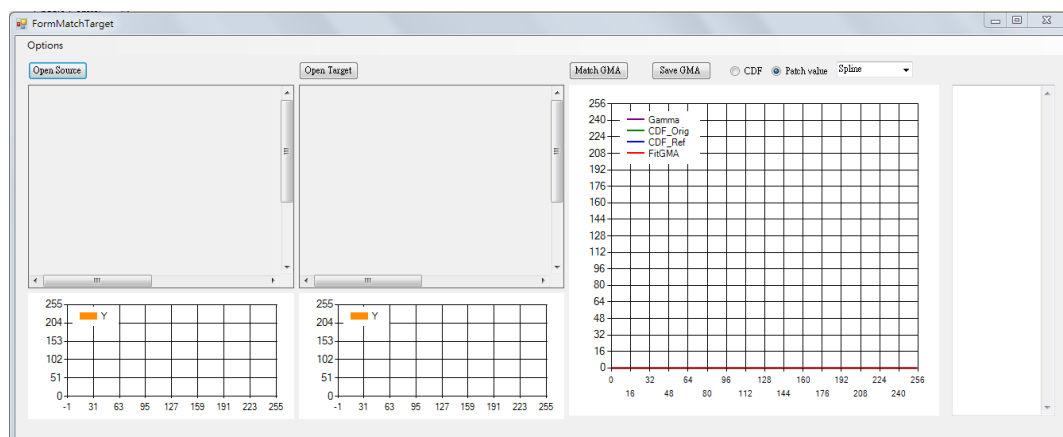 FormMatchTarget
Options
Open Source
Open Target
Match GMA
Save GMA
CDF
Patch value
Spline
255
204
153
102
51
0
Y
-1 31 63 95 127 159 191 223 255
255
204
153
102
51
0
Y
-1 31 63 95 127 159 191 223 255
256
240
224
208
192
176
160
144
128
112
96
80
64
48
32
16
0
Gamma
CDF_Orig
CDF_Ref
FitGMA
0 32 64 96 128 160 192 224 256
16 48 80 112 144 176 208 240